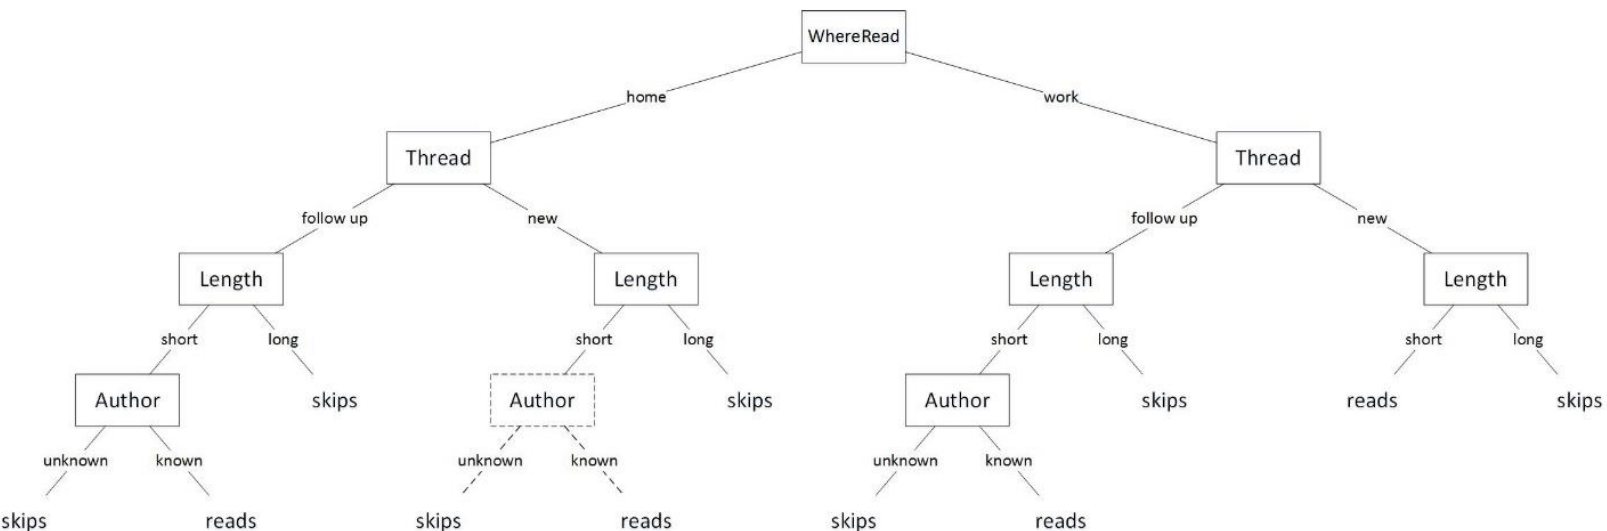 WhereRead
home work
Thread Thread
follow up new follow up new
Length Length Length Length
short long short long short long short long
Author skips Author skips Author skips reads skips
unknown known unknown known unknown known
skips reads skips reads skips reads